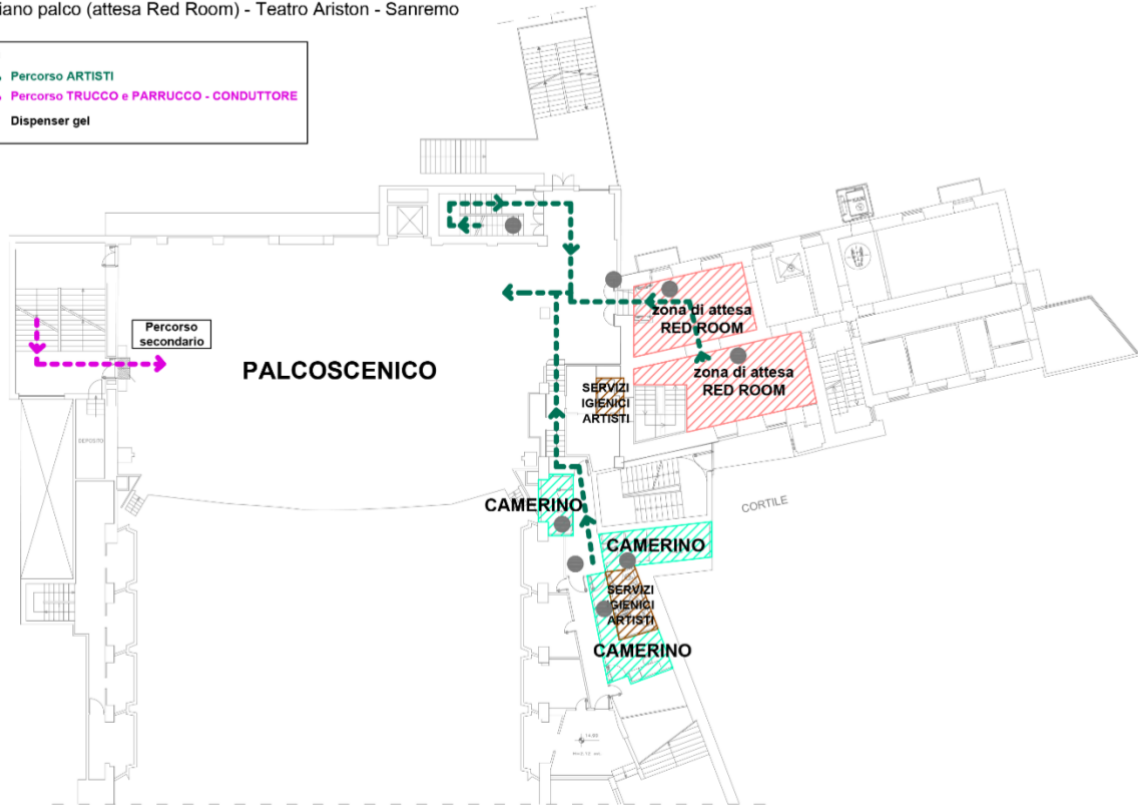 iano palco (attesa Red Room) - Teatro Ariston - Sanremo
Percorso ARTISTI
Percorso TRUCCO e PARRUCCO - CONDUTTORE
Dispenser gel
Percorso
secondario
PALCOSCENICO
zona di attesa
RED ROOM
zona di attesa
RED ROOM
SERVIZI
IGIENICI
ARTISTI
DEPOSITO
CAMERINO
CORTILE
CAMERINO
SERVIZI
IGIENICI
ARTISTI
CAMERINO